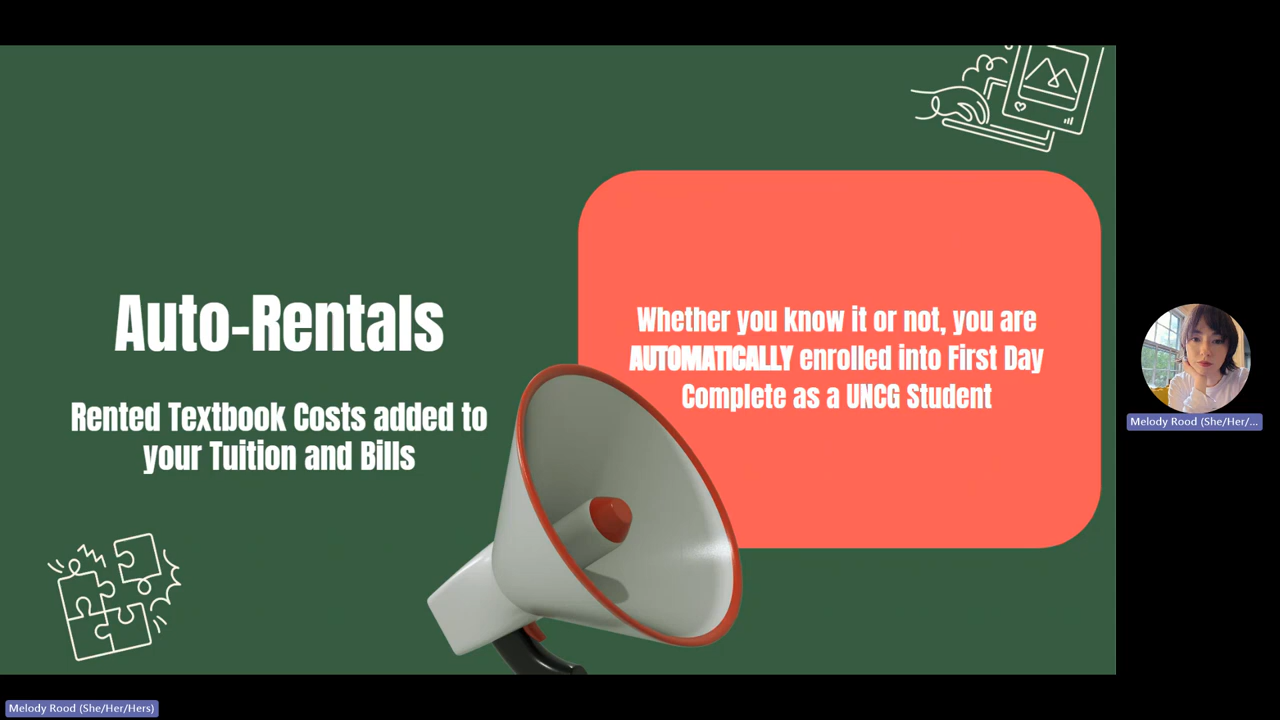 Auto-Rentals
Rented Textbook Costs added to
your Tuition and Bills
Whether you know it or not, you are
AUTOMATICALLY enrolled into First Day
Complete as a UNCG Student
Melody Rood (She/Her/...
Melody Rood (She/Her/Hers)